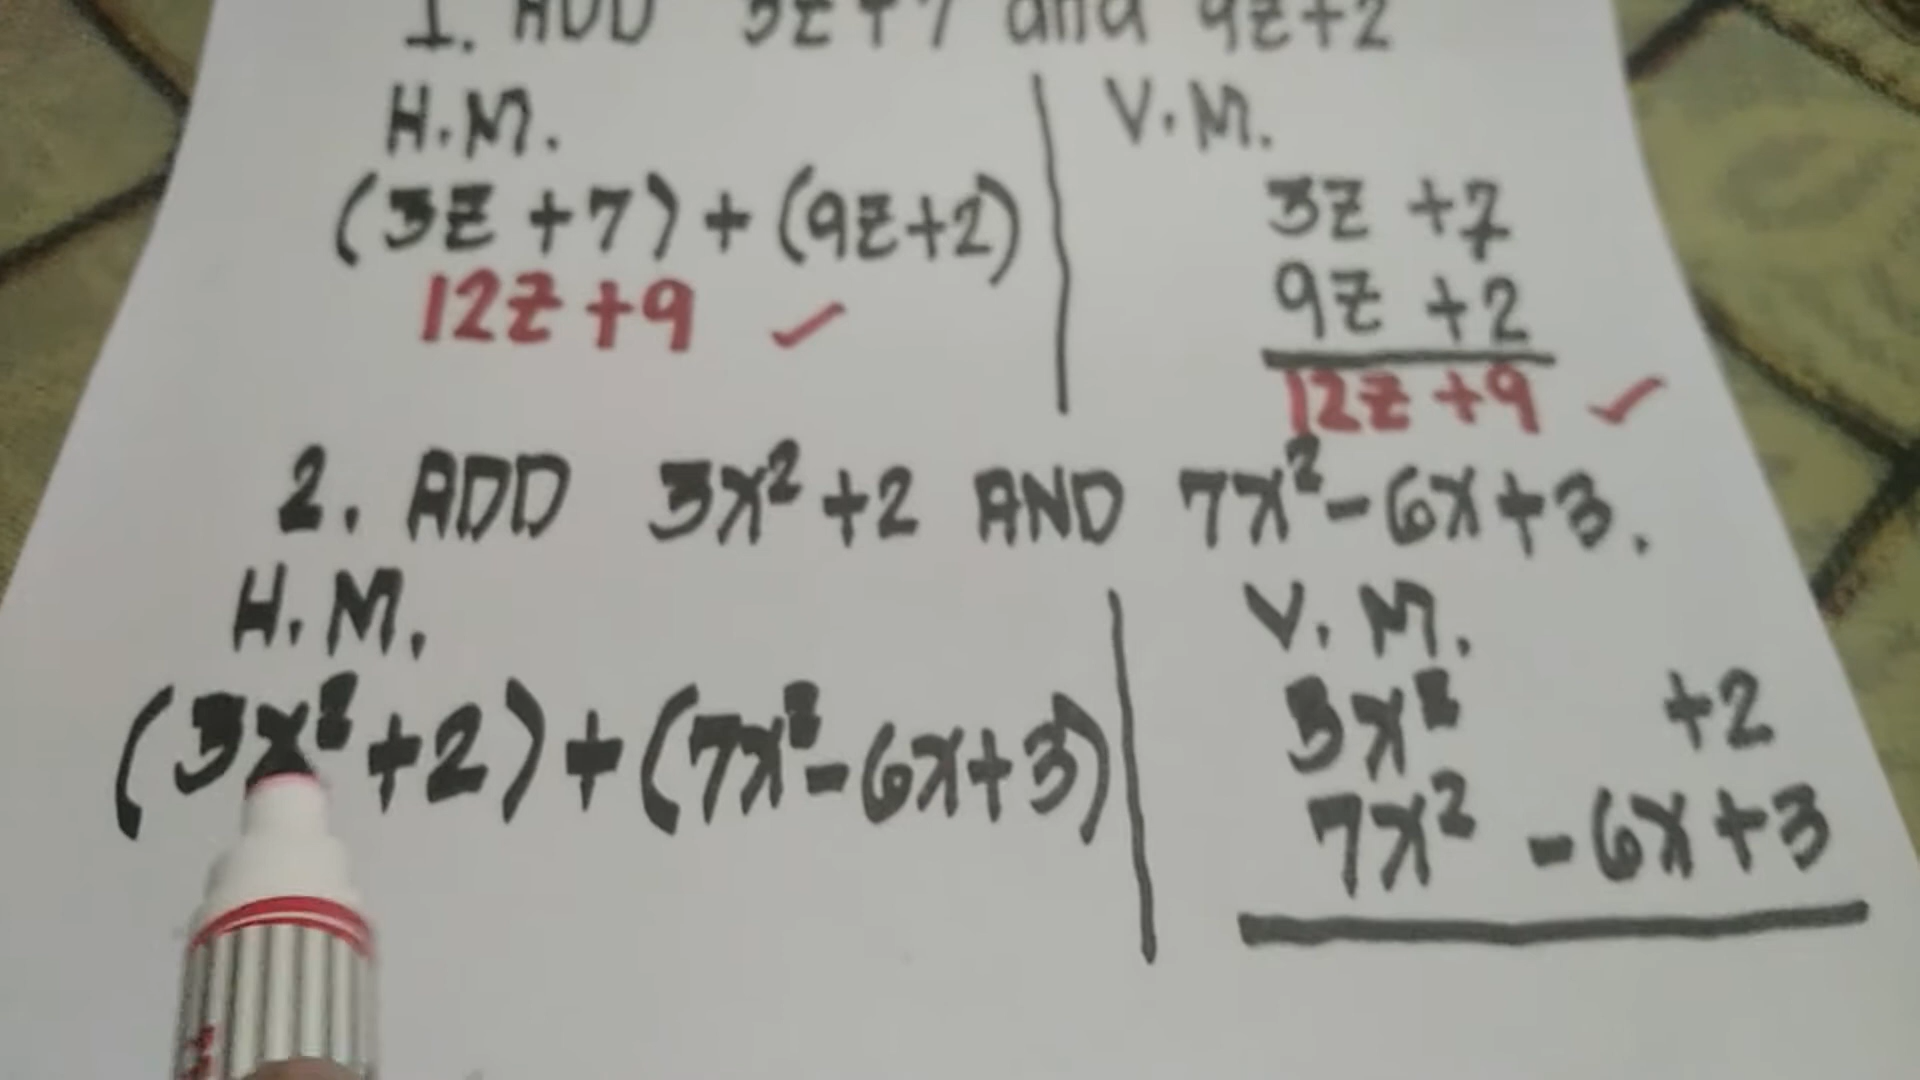 1. ADD 3z+7 and 9z+2
H.M.
(3z+7)+(9z+2)
12z+9 ✓
V.M.
3z +7
9z +2
12z+9 ✓
2. ADD 3x²+2 AND 7x²-6x+3.
H.M.
(3x²+2)+(7x²-6x+3)
V.M.
3x² +2
7x² -6x+3